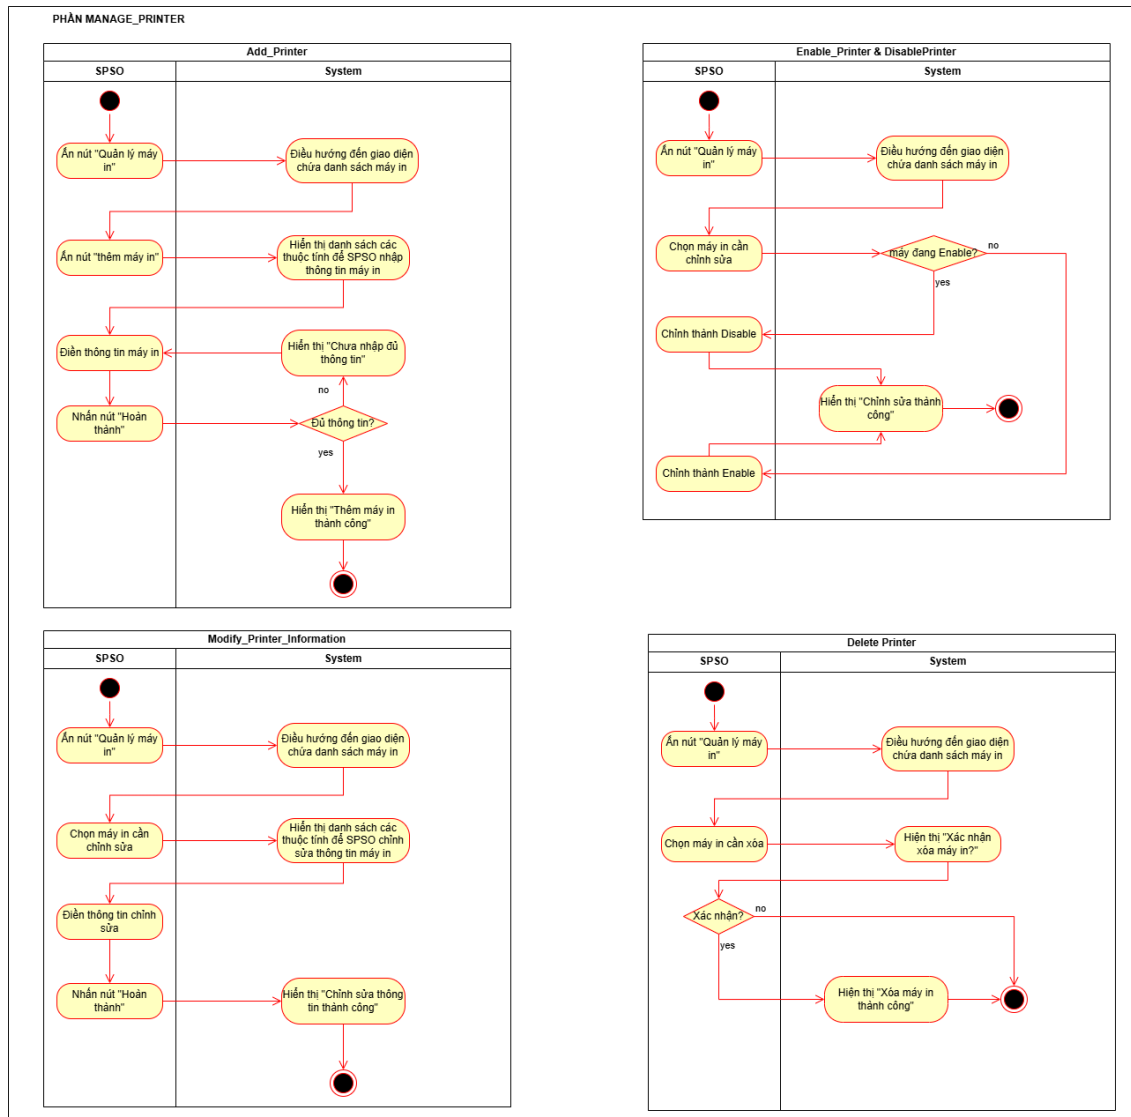 PHẦN MANAGE_PRINTER
Add_Printer
SPSO
System
Ấn nút "Quản lý máy
in"
Điều hướng đến giao diện
chứa danh sách máy in
Ấn nút "thêm máy in"
Hiển thị danh sách các
thuộc tính để SPSO nhập
thông tin máy in
Điền thông tin máy in
Hiển thị "Chưa nhập đủ
thông tin"
no
Nhấn nút "Hoàn
thành"
Đủ thông tin?
yes
Hiển thị "Thêm máy in
thành công"
Enable_Printer & DisablePrinter
SPSO
System
Ấn nút "Quản lý máy
in"
Điều hướng đến giao diện
chứa danh sách máy in
Chọn máy in cần
chỉnh sửa
máy đang Enable?
no
yes
Chỉnh thành Disable
Hiển thị "Chỉnh sửa thành
công"
Chỉnh thành Enable
Modify_Printer_Information
SPSO
System
Ấn nút "Quản lý máy
in"
Điều hướng đến giao diện
chứa danh sách máy in
Chọn máy in cần
chỉnh sửa
Hiển thị danh sách các
thuộc tính để SPSO chỉnh
sửa thông tin máy in
Điền thông tin chỉnh
sửa
Nhấn nút "Hoàn
thành"
Hiển thị "Chỉnh sửa thông
tin thành công"
Delete Printer
SPSO
System
Ấn nút "Quản lý máy
in"
Điều hướng đến giao diện
chứa danh sách máy in
Chọn máy in cần xóa
Hiện thị "Xác nhận
xóa máy in?"
Xác nhận?
no
yes
Hiện thị "Xóa máy in
thành công"